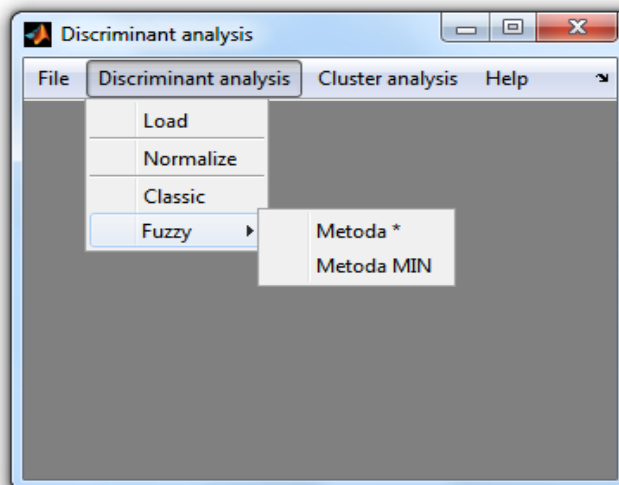 Discriminant analysis
File Discriminant analysis Cluster analysis Help
Load
Normalize
Classic
Fuzzy Metoda *
Metoda MIN